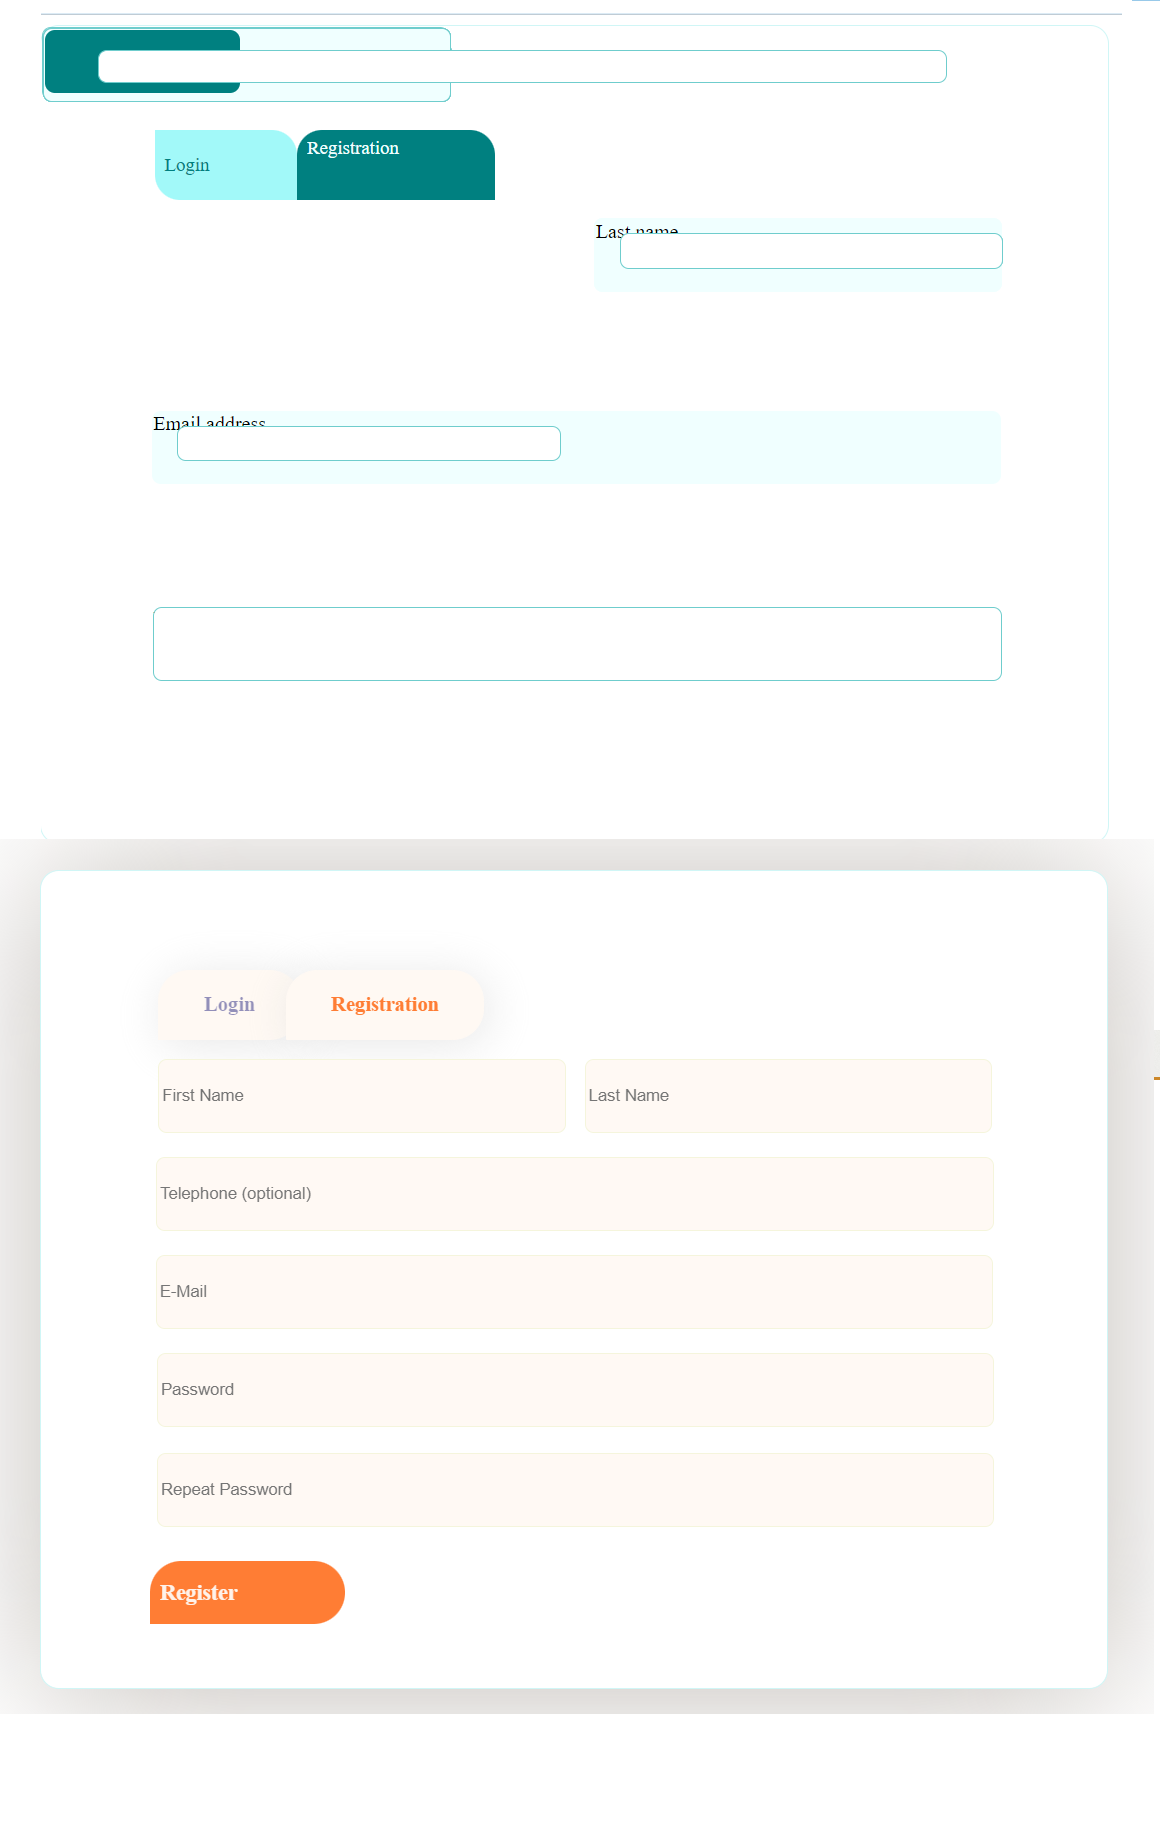 Login
Registration
Last name
Email address
Login
Registration
First Name
Last Name
Telephone (optional)
E-Mail
Password
Repeat Password
Register